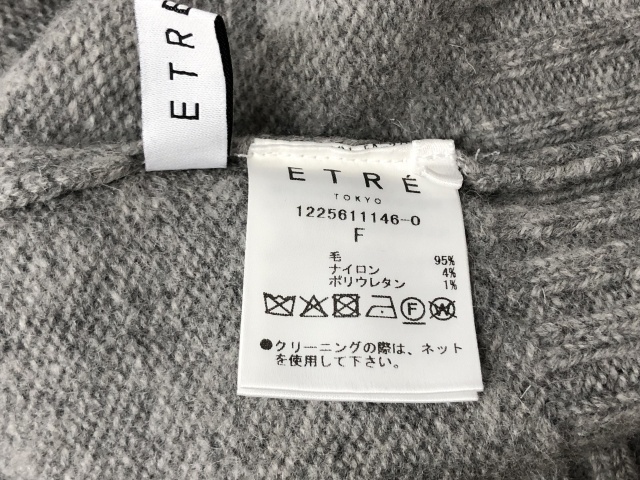 ETRÉ
ETRÉ
TOKYO
1225611146-0
F
毛 95%
ナイロン 4%
ポリウレタン 1%
F W
●クリーニングの際は、ネット
を使用して下さい。